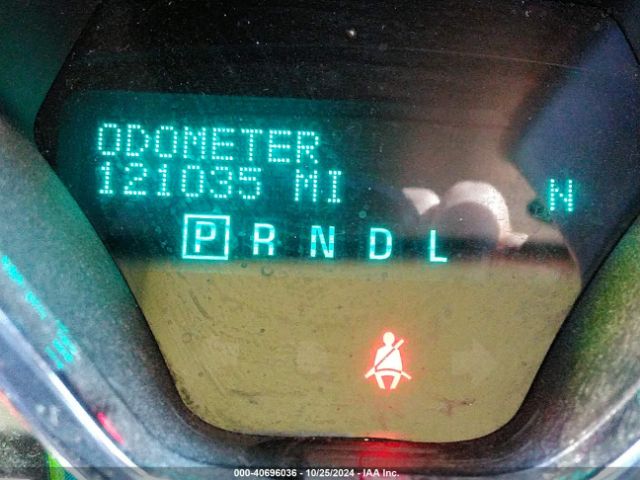 ODOMETER
121035 MI N
P R N D L
000-40696036 - 10/25/2024 - IAA Inc.